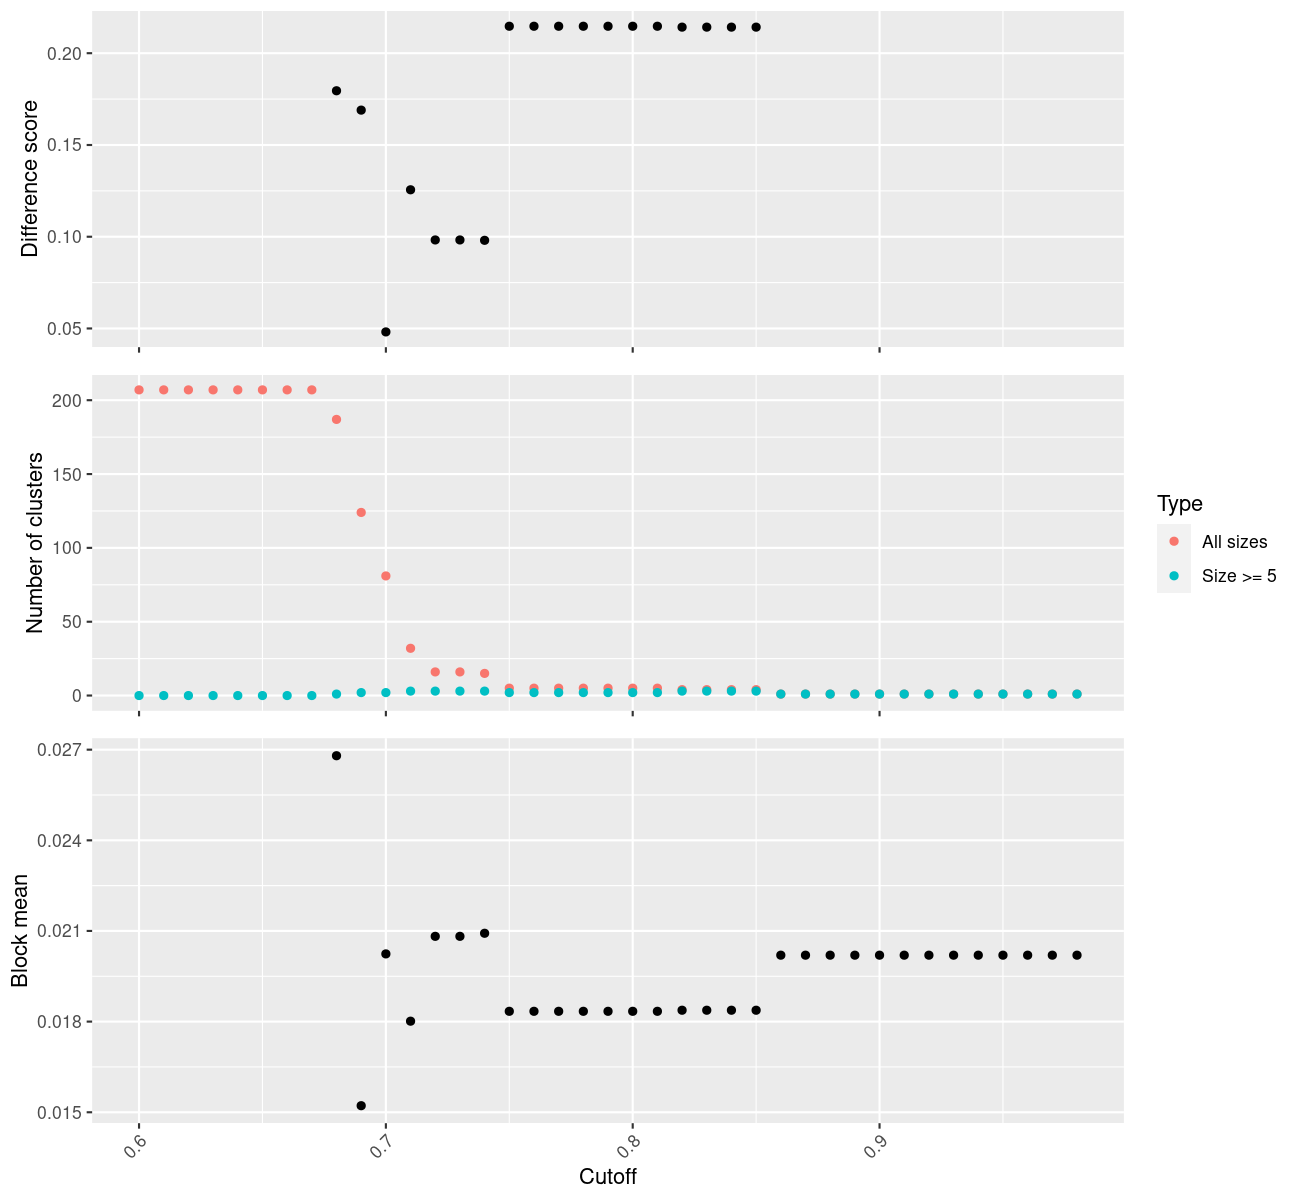 Difference score
0.20
0.15
0.10
0.05
Number of clusters
200
150
100
50
0
Type
All sizes
Size >= 5
Block mean
0.027
0.024
0.021
0.018
0.015
0.6 0.7 0.8 0.9
Cutoff